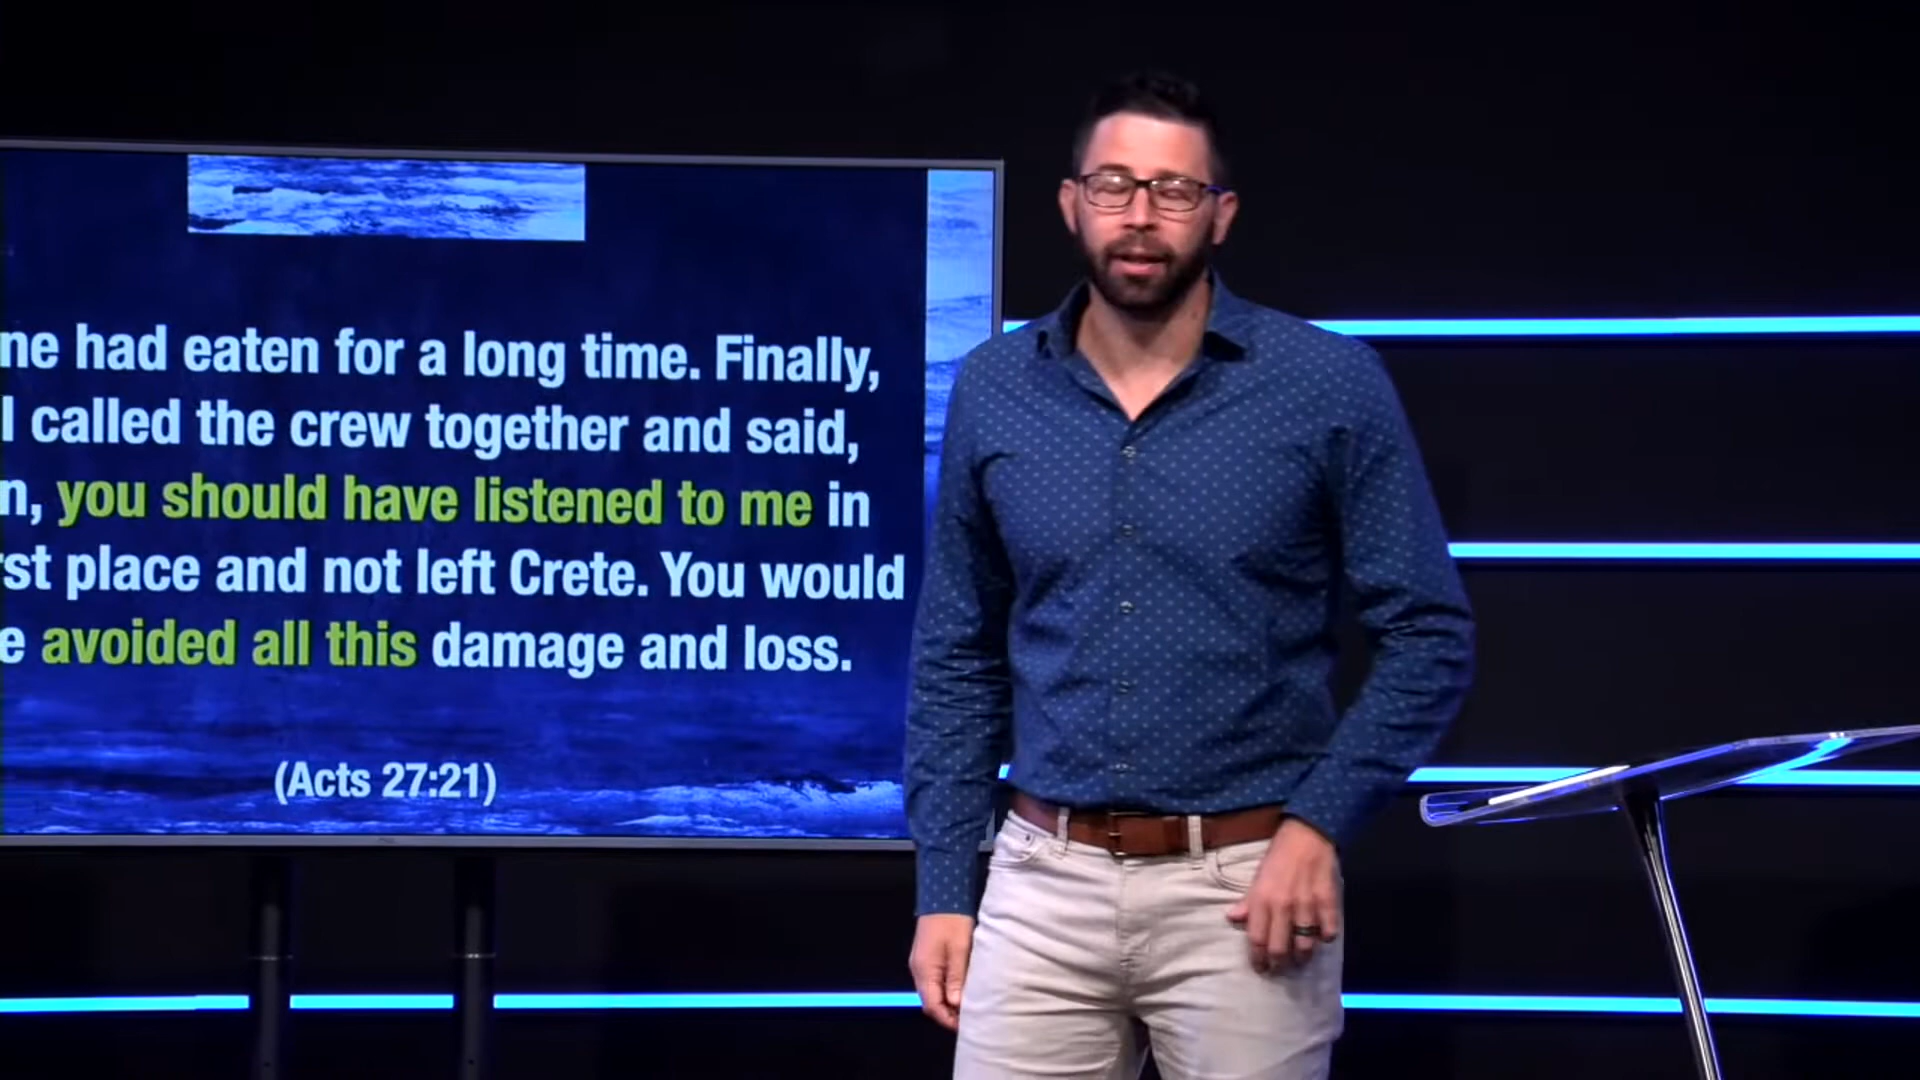 ne had eaten for a long time. Finally,
l called the crew together and said,
n, you should have listened to me in
rst place and not left Crete. You would
e avoided all this damage and loss.
(Acts 27:21)